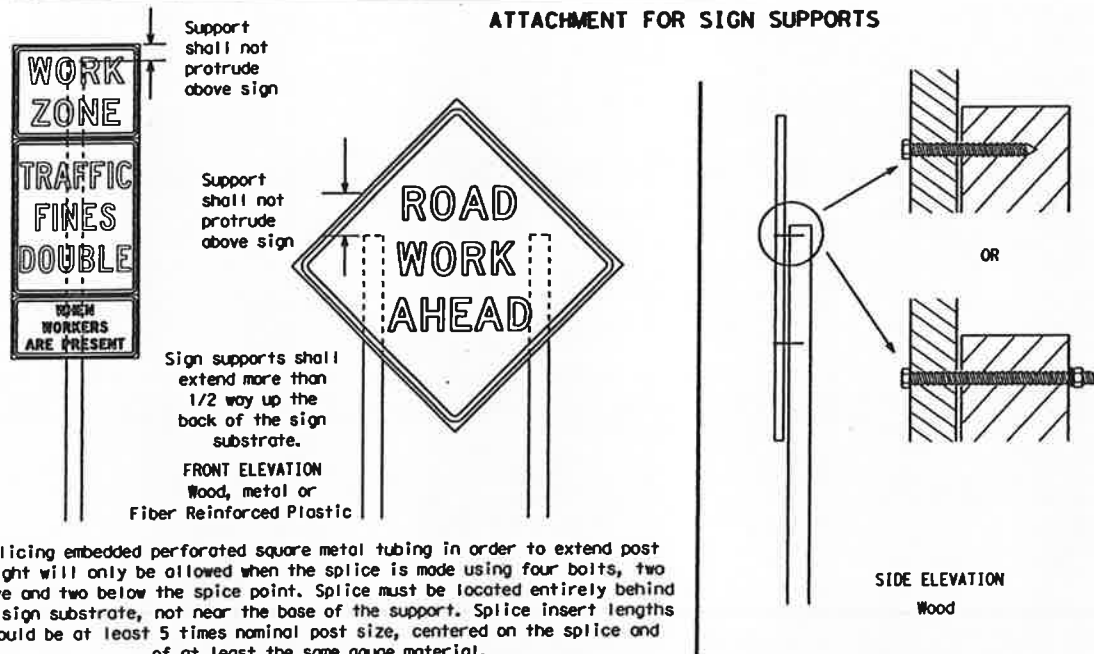 ATTACHMENT FOR SIGN SUPPORTS
Support
shall not
protrude
above sign
WORK
ZONE
TRAFFIC
FINES
DOUBLE
WHEN
WORKERS
ARE PRESENT
Support
shall not
protrude
above sign
ROAD
WORK
AHEAD
Sign supports shall
extend more than
1/2 way up the
back of the sign
substrate.
FRONT ELEVATION
Wood, metal or
Fiber Reinforced Plastic
licing embedded perforated square metal tubing in order to extend post
ght will only be allowed when the splice is made using four bolts, two
ve and two below the spice point. Splice must be located entirely behind
sign substrate, not near the base of the support. Splice insert lengths
ould be at least 5 times nominal post size, centered on the splice and
of at least the same gauge material.
OR
SIDE ELEVATION
Wood